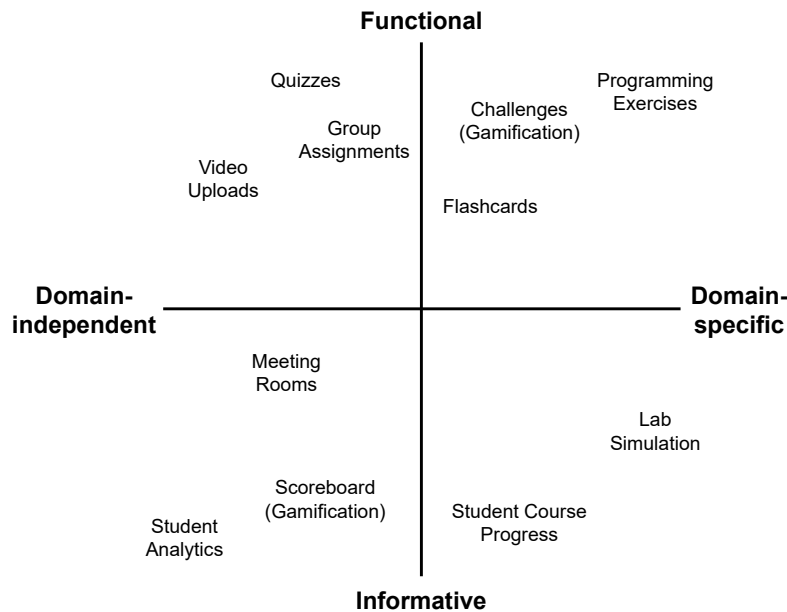 Functional
Quizzes
Programming
Exercises
Challenges
(Gamification)
Group
Assignments
Video
Uploads
Flashcards
Domain-
independent
Domain-
specific
Meeting
Rooms
Lab
Simulation
Scoreboard
(Gamification)
Student Course
Progress
Student
Analytics
Informative